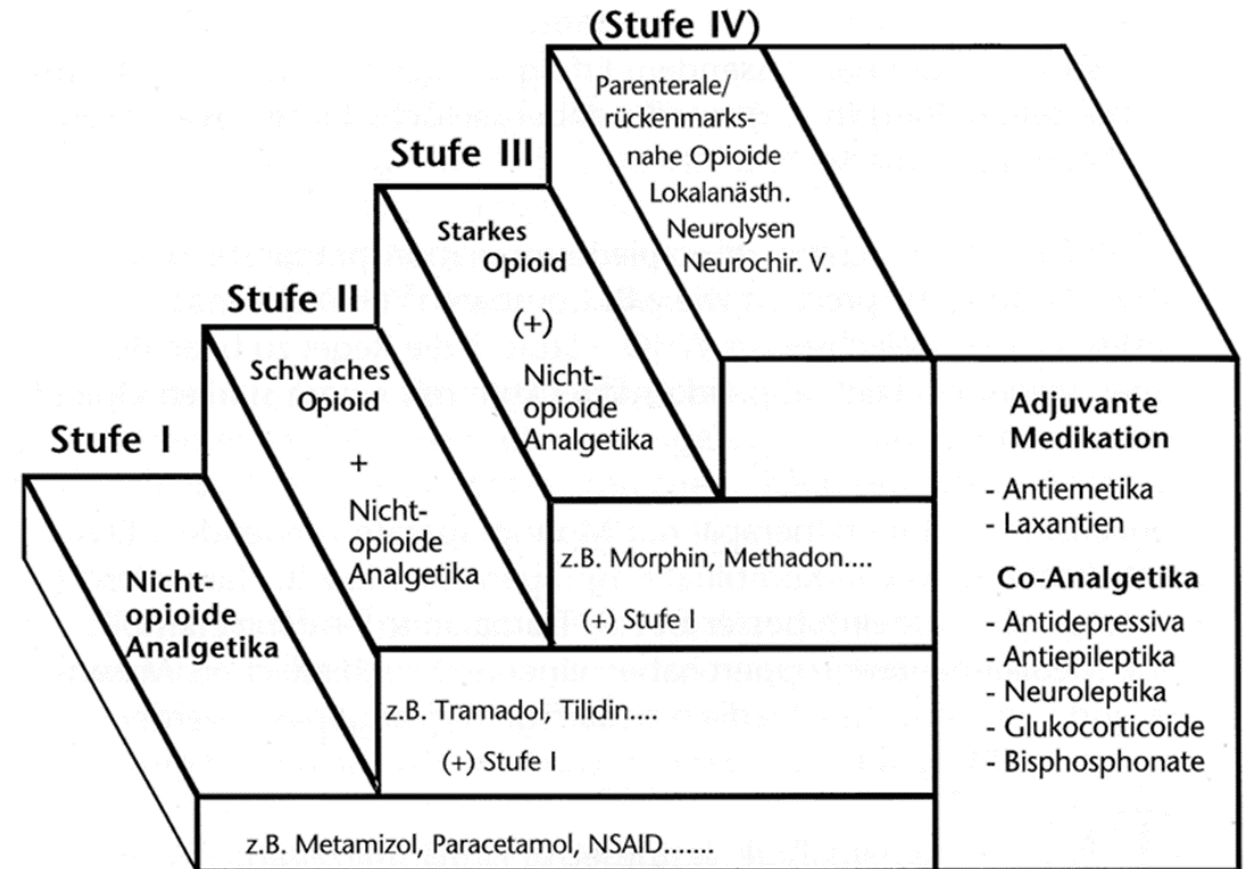 (Stufe IV)
Parenterale/
rückenmarks-
nahe Opioide
Lokalanästh.
Neurolysen
Neurochir. V.
Stufe III
Starkes
Opioid
(+)
Nicht-
opioide
Analgetika
Stufe II
Schwaches
Opioid
+
Nicht-
opioide
Analgetika
Stufe I
Nicht-
opioide
Analgetika
z.B. Morphin, Methadon....
(+) Stufe I
z.B. Tramadol, Tilidin....
(+) Stufe I
z.B. Metamizol, Paracetamol, NSAID.......
Adjuvante
Medikation
- Antiemetika
- Laxantien
Co-Analgetika
- Antidepressiva
- Antiepileptika
- Neuroleptika
- Glukocorticoide
- Bisphosphonate